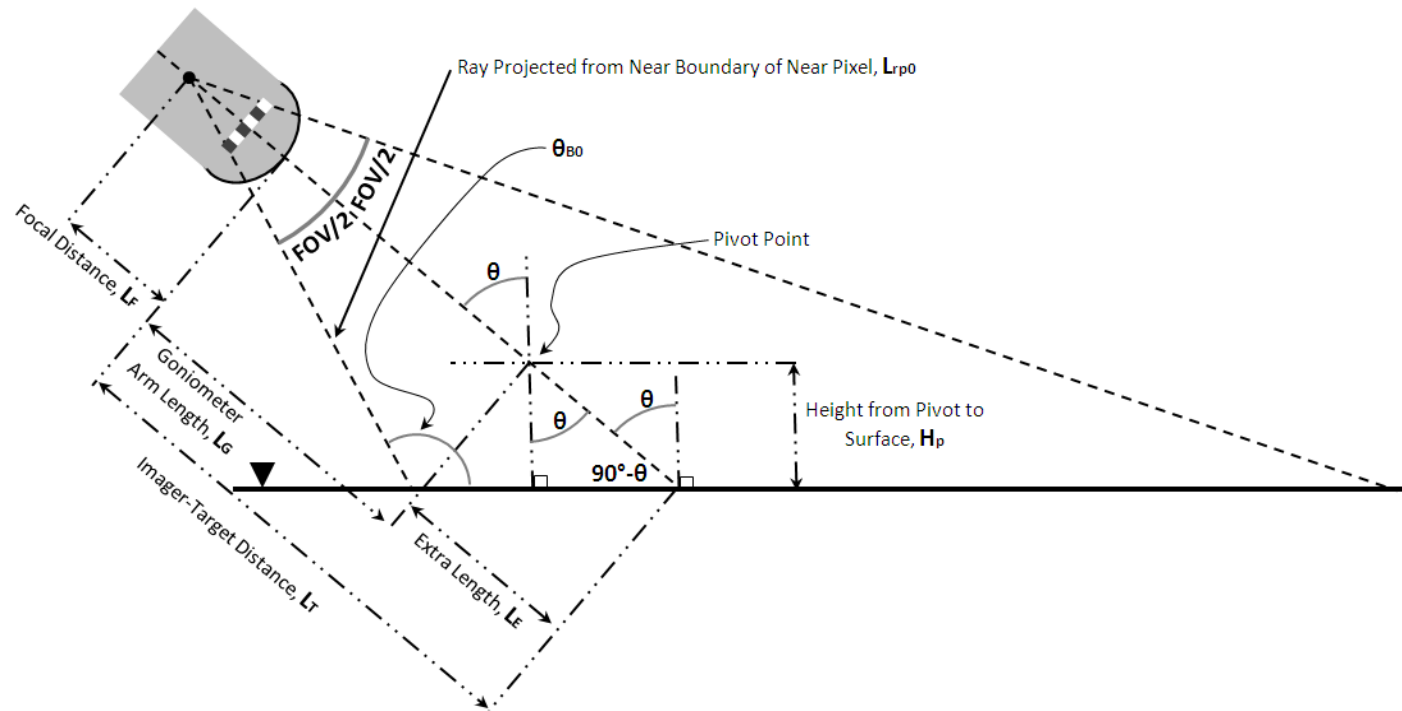 Ray Projected from Near Boundary of Near Pixel, Lrp0
θB0
FOV/2
FOV/2
Pivot Point
Focal Distance, LF
θ
Goniometer
Arm Length, LG
θ
θ
Height from Pivot to
Surface, Hp
90°-θ
Imager-Target Distance, LT
Extra Length, LE